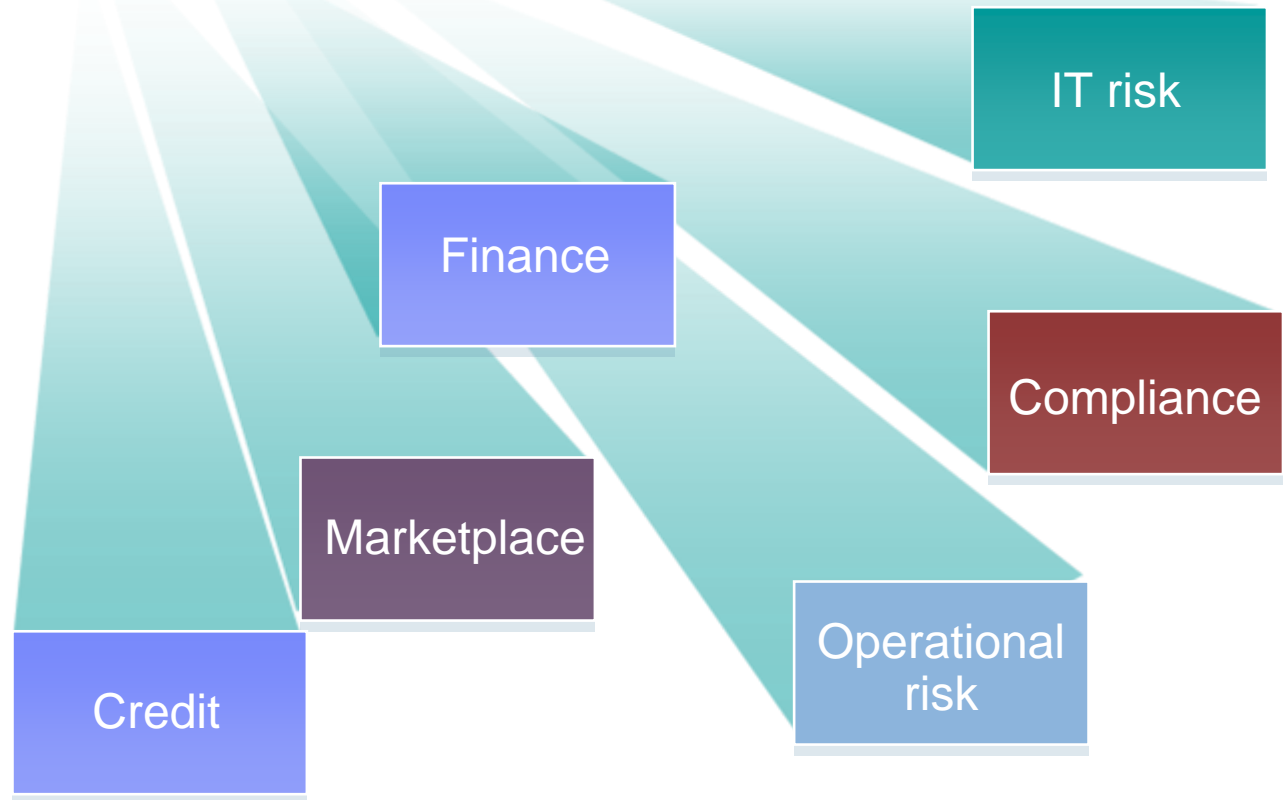 IT risk
Finance
Compliance
Marketplace
Operational
risk
Credit